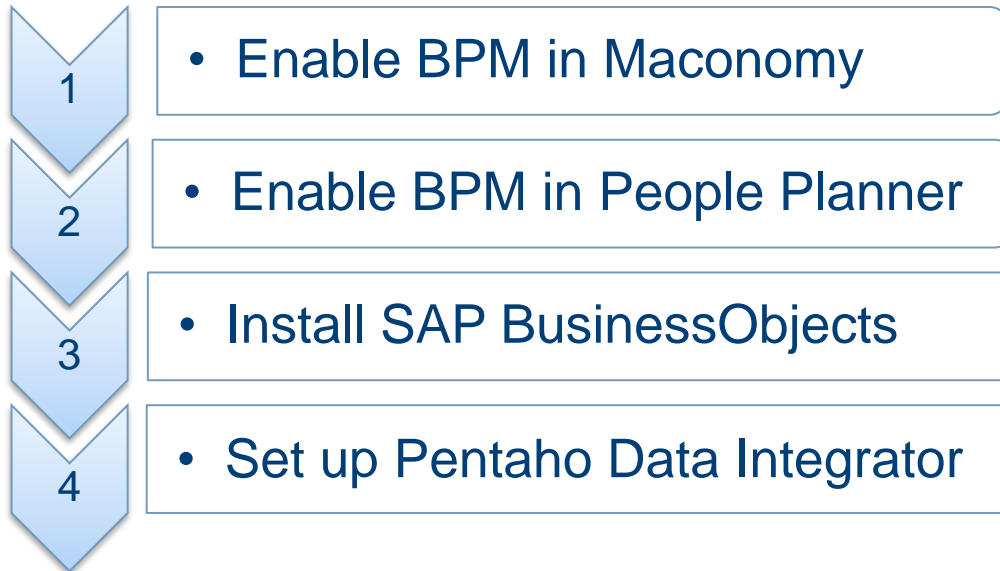 1
• Enable BPM in Maconomy
2
• Enable BPM in People Planner
3
• Install SAP BusinessObjects
4
• Set up Pentaho Data Integrator